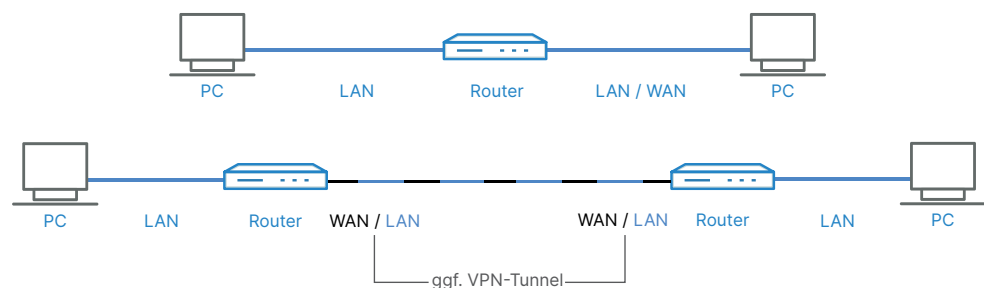 PC LAN Router LAN / WAN PC
PC LAN Router WAN / LAN WAN / LAN Router LAN PC
ggf. VPN-Tunnel